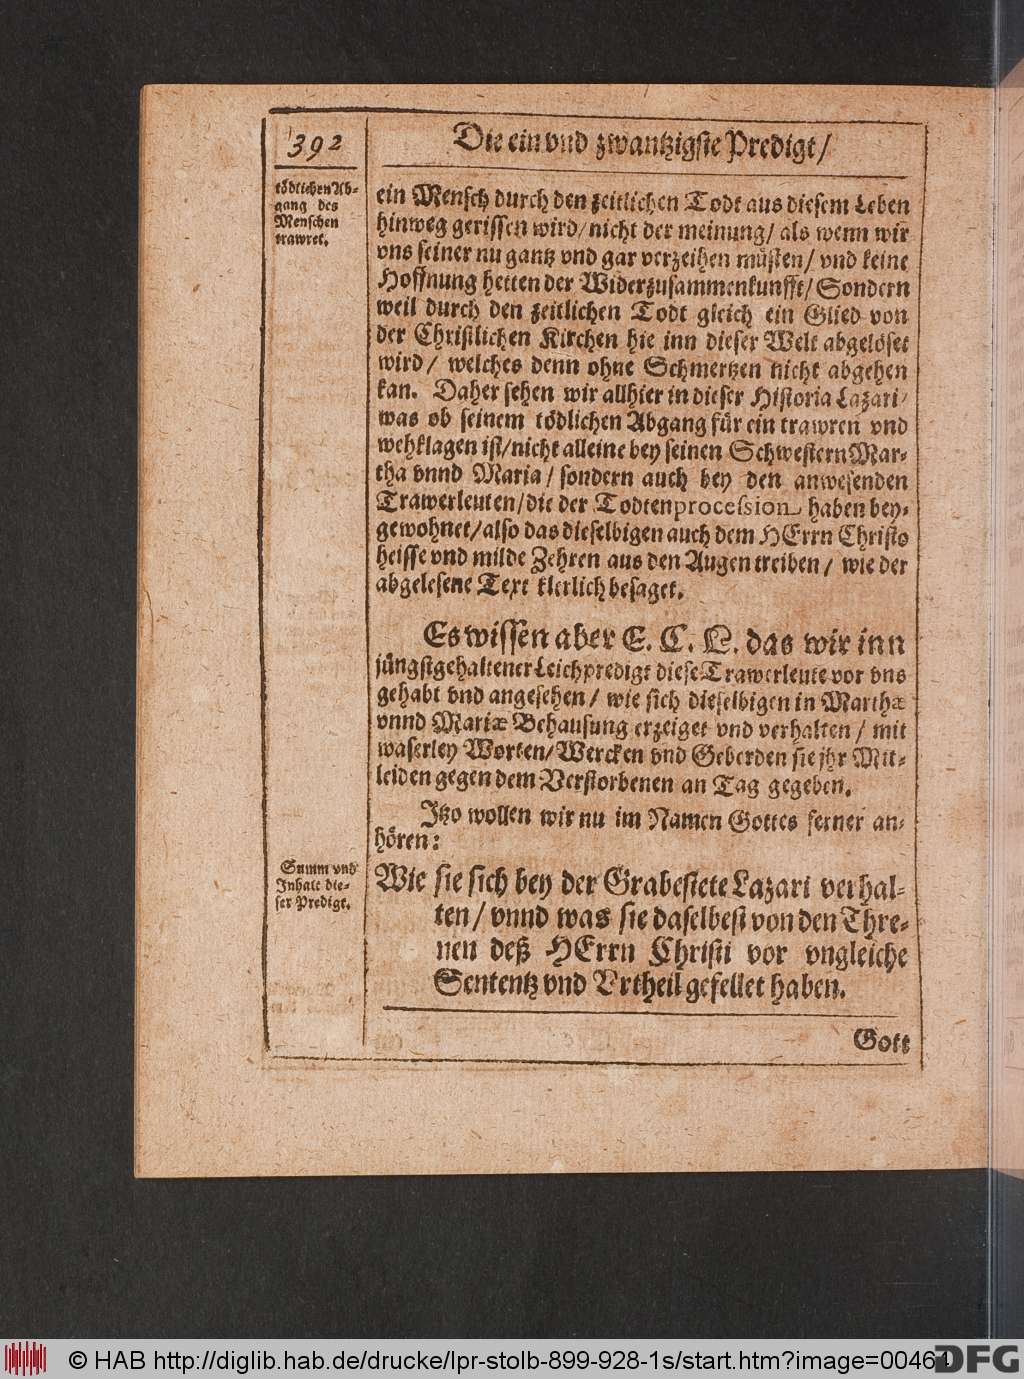 392
Die ein vnd zwantzigste Predigt/
tödtlichen Ab-
gang des
Menschen
trawret.
ein Mensch durch den zeitlichen Todt aus diesem Leben
hinweg gerissen wird/ nicht der meinung/ als wenn wir
vns seiner nu gantz vnd gar verzeihen müsten/ vnd keine
Hoffnung hetten der Widerzusammenkunfft/ Sondern
weil durch den zeitlichen Todt gleich ein Glied von
der Christlichen Kirchen hie inn dieser Welt abgelöset
wird/ welches denn ohne Schmertzen nicht abgehen
kan. Daher sehen wir allhier in dieser Historia Lazari/
was ob seinem tödlichen Abgang für ein trawren vnd
wehklagen ist/ nicht alleine bey seinen Schwestern Mar-
tha vnnd Maria/ sondern auch bey den anwesenden
Trawerleuten/ die der Todtenprocession haben bey-
gewohnet/ also das dieselbigen auch dem HErrn Christo
heisse vnd milde Zehren aus den Augen treiben/ wie der
abgelesene Text klerlich besaget.
Es wissen aber E. C. L. das wir inn
jüngstgehaltener Leichpredigt diese Trawerleute vor vns
gehabt vnd angesehen/ wie sich dieselbigen in Marthæ
vnnd Mariæ Behausung erzeiget vnd verhalten/ mit
waserley Worten/ Wercken vnd Geberden sie jhr Mit-
leiden gegen dem Verstorbenen an Tag gegeben.
Jtzo wollen wir nu im Namen Gottes ferner an-
hören:
Summ vnd
Jnhalt die-
ser Predigt.
Wie sie sich bey der Grabestete Lazari verhal-
ten/ vnnd was sie daselbest von den Thre-
nen deß HErrn Christi vor vngleiche
Sententz vnd Vrtheil gefellet haben.
Gott
© HAB http://diglib.hab.de/drucke/lpr-stolb-899-928-1s/start.htm?image=00464
DFG